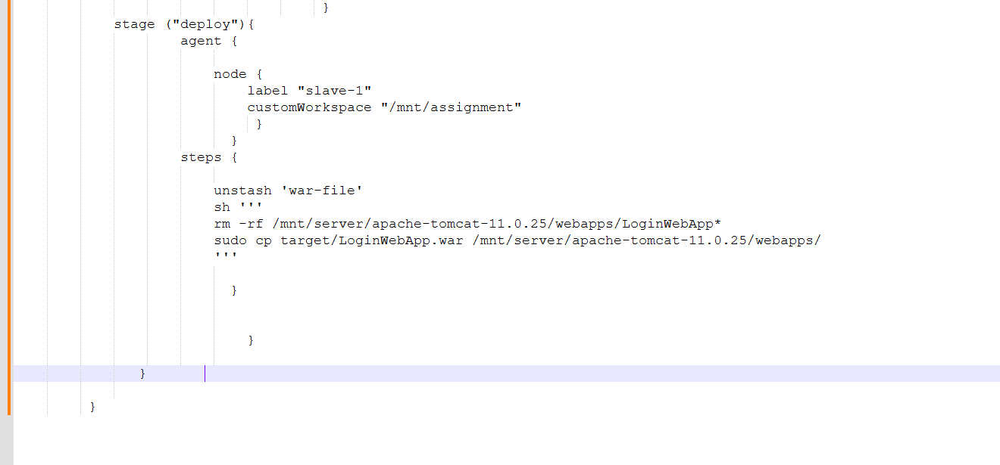 }
stage ("deploy"){
agent {
node {
label "slave-1"
customWorkspace "/mnt/assignment"
}
}
steps {
unstash 'war-file'
sh '''
rm -rf /mnt/server/apache-tomcat-11.0.25/webapps/LoginWebApp*
sudo cp target/LoginWebApp.war /mnt/server/apache-tomcat-11.0.25/webapps/
'''
}
}
}
}